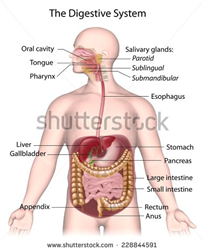 The Digestive System
Oral cavity
Tongue
Pharynx
Salivary glands:
Parotid
Sublingual
Submandibular
Esophagus
shutterstock
Liver
Gallbladder
Stomach
Pancreas
Large intestine
Small intestine
Appendix
Rectum
Anus
shutterstock
www.shutterstock.com · 228844591